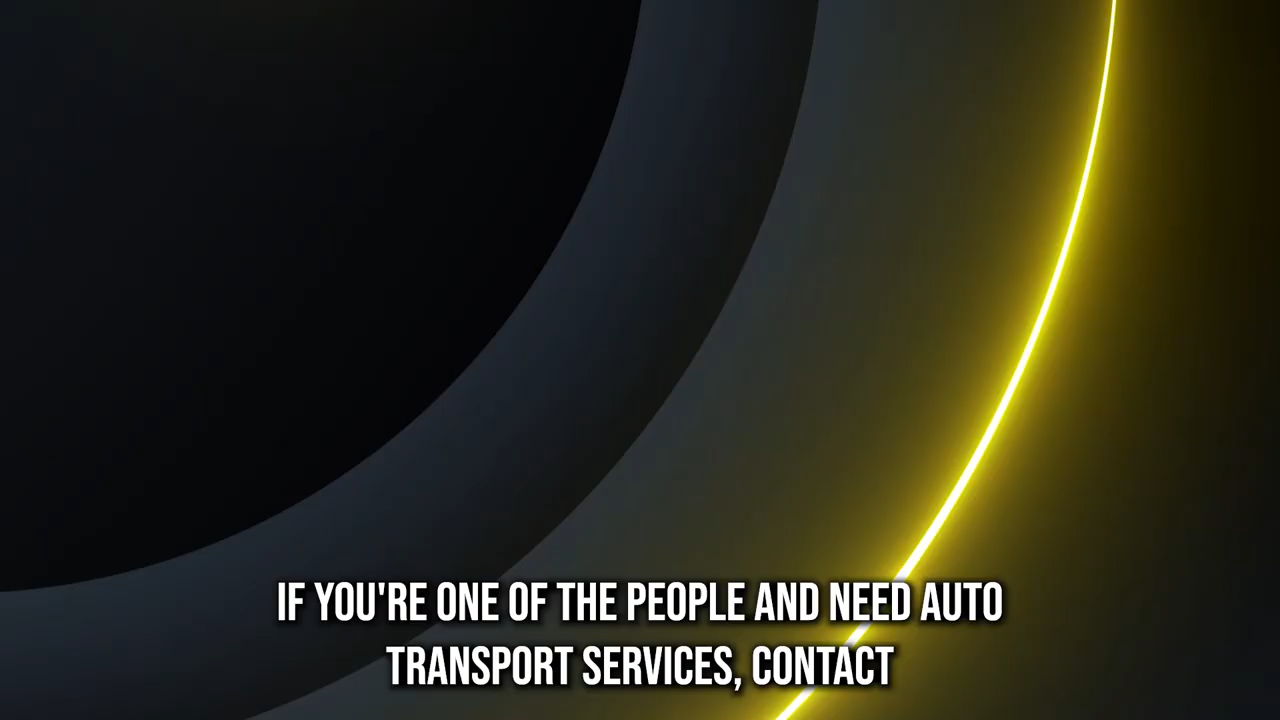 IF YOU'RE ONE OF THE PEOPLE AND NEED AUTO
TRANSPORT SERVICES, CONTACT